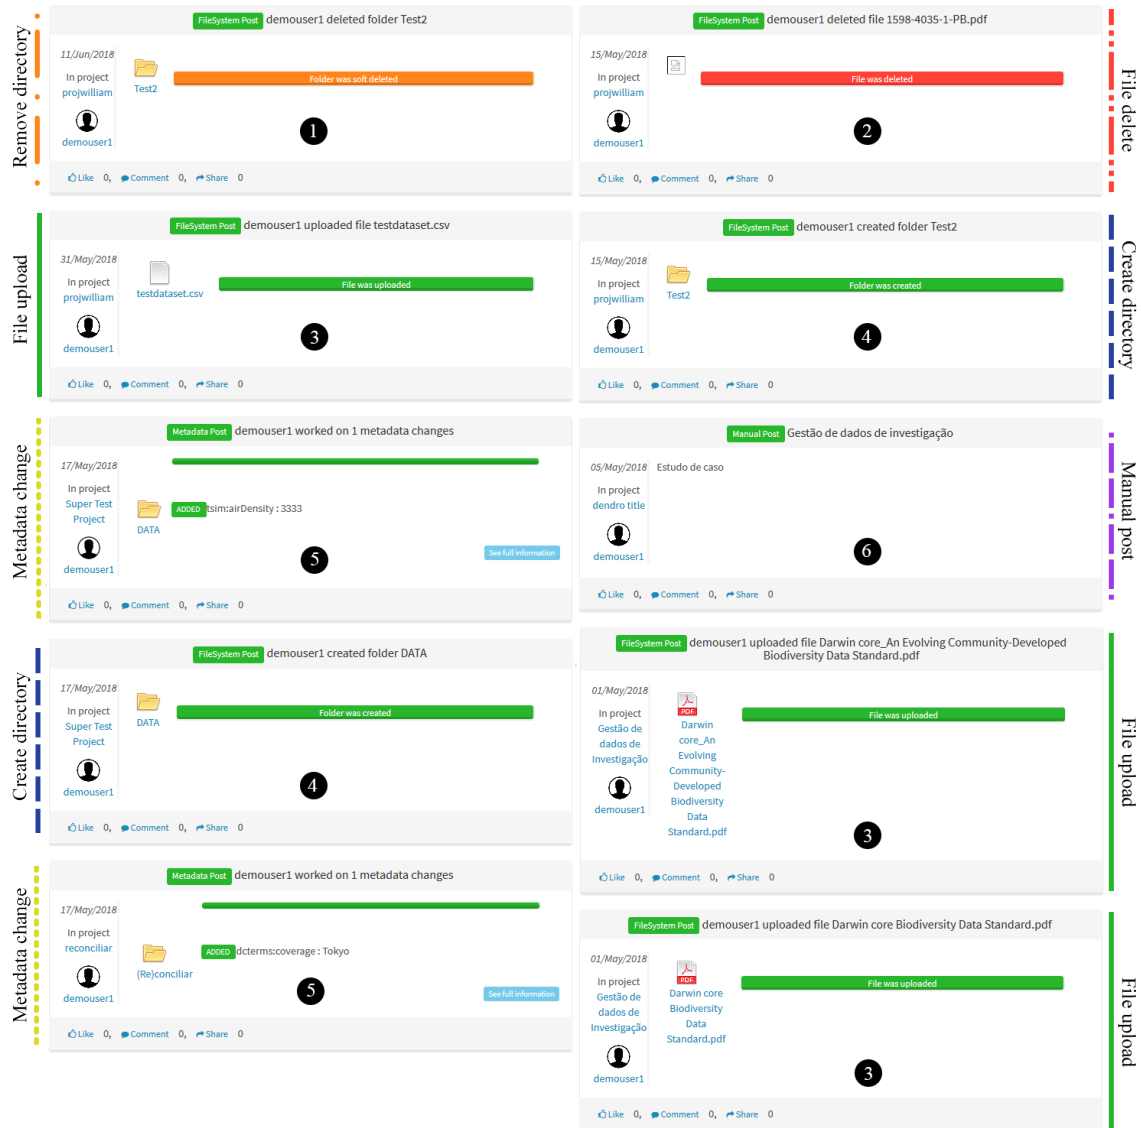 Remove directory
FileSystem Post demouser1 deleted folder Test2
11/Jun/2018
In project
projwilliam
demouser1
Test2
Folder was soft deleted
1
Like 0, Comment 0, Share 0
FileSystem Post demouser1 deleted file 1598-4035-1-PB.pdf
15/May/2018
In project
projwilliam
demouser1
File was deleted
2
Like 0, Comment 0, Share 0
File delete
File upload
FileSystem Post demouser1 uploaded file testdataset.csv
31/May/2018
In project
projwilliam
demouser1
testdataset.csv
File was uploaded
3
Like 0, Comment 0, Share 0
FileSystem Post demouser1 created folder Test2
15/May/2018
In project
projwilliam
demouser1
Test2
Folder was created
4
Like 0, Comment 0, Share 0
Create directory
Metadata change
Metadata Post demouser1 worked on 1 metadata changes
17/May/2018
In project
Super Test
Project
demouser1
DATA
ADDED tsim:airDensity : 3333
See full information
5
Like 0, Comment 0, Share 0
Manual Post Gestão de dados de investigação
05/May/2018
In project
dendro title
demouser1
Estudo de caso
6
Like 0, Comment 0, Share 0
Manual post
Create directory
FileSystem Post demouser1 created folder DATA
17/May/2018
In project
Super Test
Project
demouser1
DATA
Folder was created
4
Like 0, Comment 0, Share 0
FileSystem Post demouser1 uploaded file Darwin core_An Evolving Community-Developed
Biodiversity Data Standard.pdf
01/May/2018
In project
Gestão de
dados de
Investigação
demouser1
PDF
Darwin
core_An
Evolving
Community-
Developed
Biodiversity
Data
Standard.pdf
File was uploaded
3
Like 0, Comment 0, Share 0
File upload
Metadata change
Metadata Post demouser1 worked on 1 metadata changes
17/May/2018
In project
reconciliar
demouser1
(Re)conciliar
ADDED dcterms:coverage : Tokyo
See full information
5
Like 0, Comment 0, Share 0
FileSystem Post demouser1 uploaded file Darwin core Biodiversity Data Standard.pdf
01/May/2018
In project
Gestão de
dados de
Investigação
demouser1
PDF
Darwin core
Biodiversity
Data
Standard.pdf
File was uploaded
3
Like 0, Comment 0, Share 0
File upload